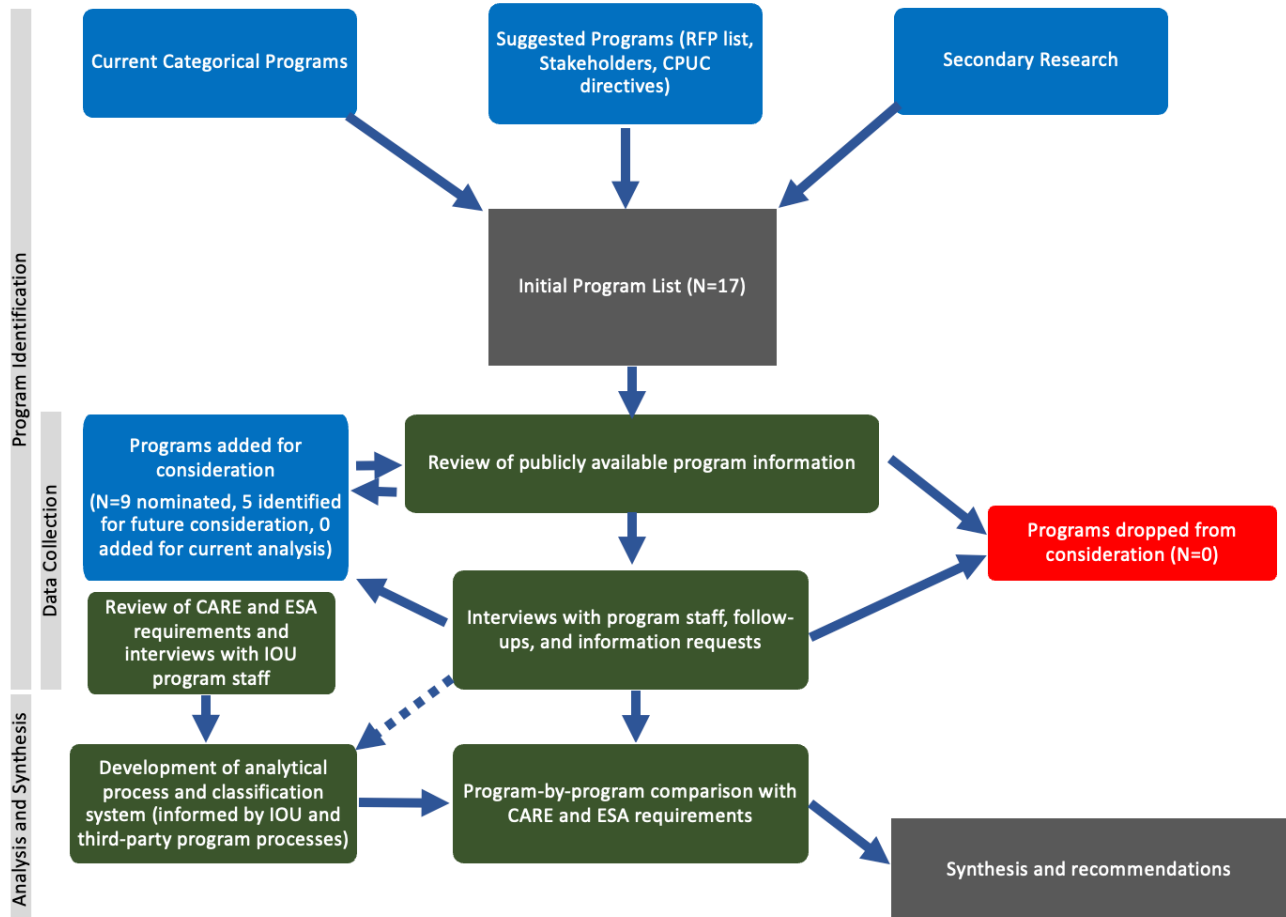 Current Categorical Programs
Suggested Programs (RFP list,
Stakeholders, CPUC
directives)
Secondary Research
Program Identification
Initial Program List (N=17)
Data Collection
Programs added for
consideration
(N=9 nominated, 5 identified
for future consideration, 0
added for current analysis)
Review of publicly available program information
Programs dropped from
consideration (N=0)
Review of CARE and ESA
requirements and
interviews with IOU
program staff
Interviews with program staff, follow-
ups, and information requests
Analysis and Synthesis
Development of analytical
process and classification
system (informed by IOU and
third-party program processes)
Program-by-program comparison with
CARE and ESA requirements
Synthesis and recommendations